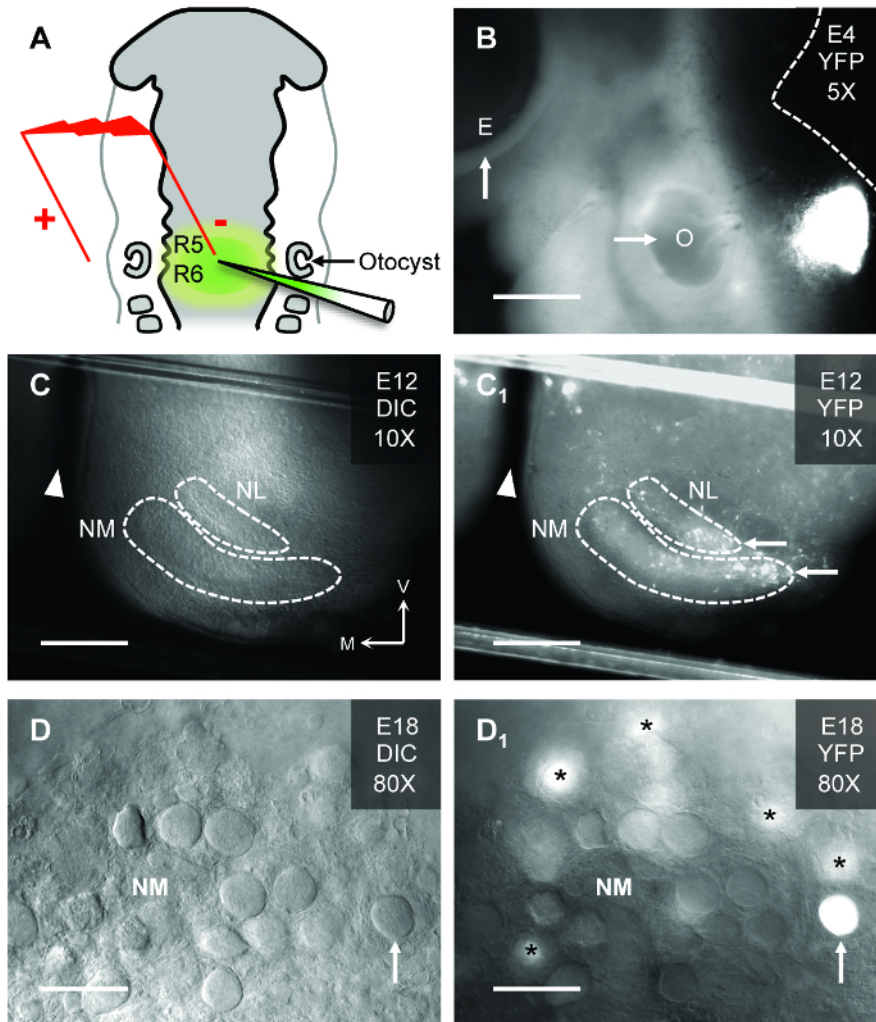 A
+
-
R5
R6
Otocyst
B
E4
YFP
5X
E
O
C
E12
DIC
10X
NL
NM
V
M
C1
E12
YFP
10X
NL
NM
D
E18
DIC
80X
NM
D1
E18
YFP
80X
*
*
*
*
NM
*